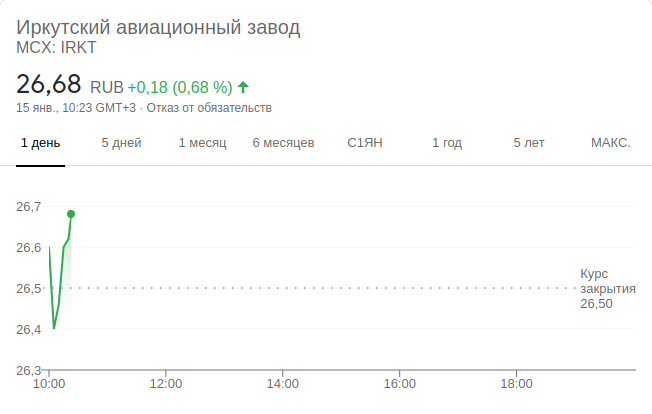 Иркутский авиационный завод
MCX: IRKT
26,68 RUB +0,18 (0,68 %)
15 янв., 10:23 GMT+3 · Отказ от обязательств
1 день 5 дней 1 месяц 6 месяцев С1ЯН 1 год 5 лет МАКС.
26,7
26,6
26,5
26,4
26,3
Курс
закрытия
26,50
10:00 12:00 14:00 16:00 18:00